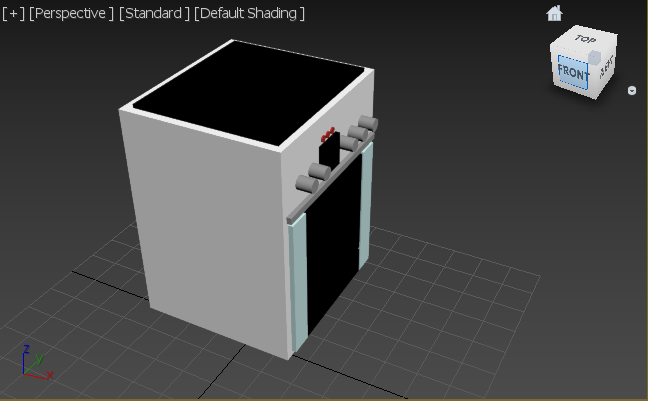 [+] [Perspective ] [Standard ] [Default Shading ]
TOP
FRONT
z
y
x